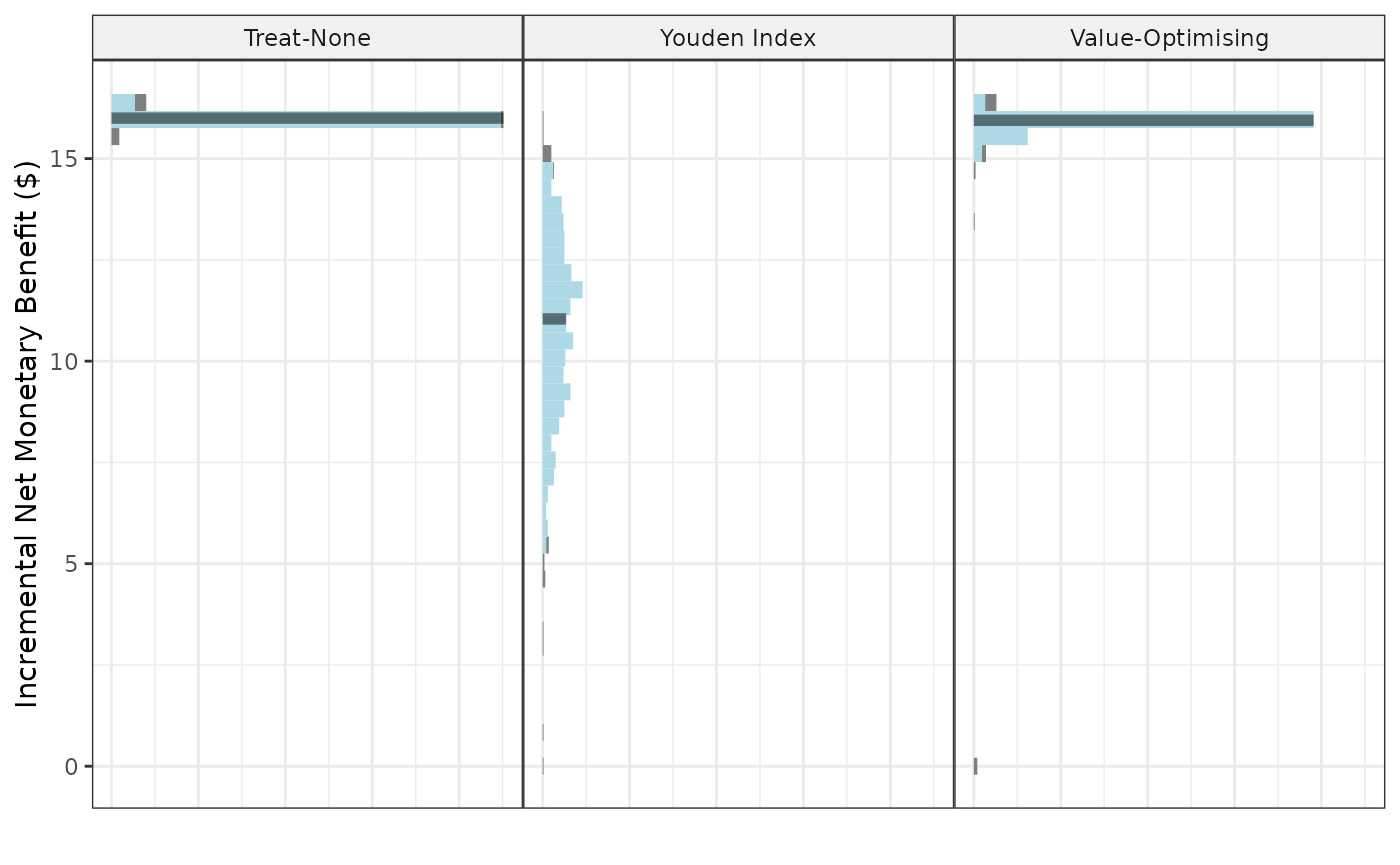 Treat-None
Youden Index
Value-Optimising
Incremental Net Monetary Benefit ($)
15
10
5
0